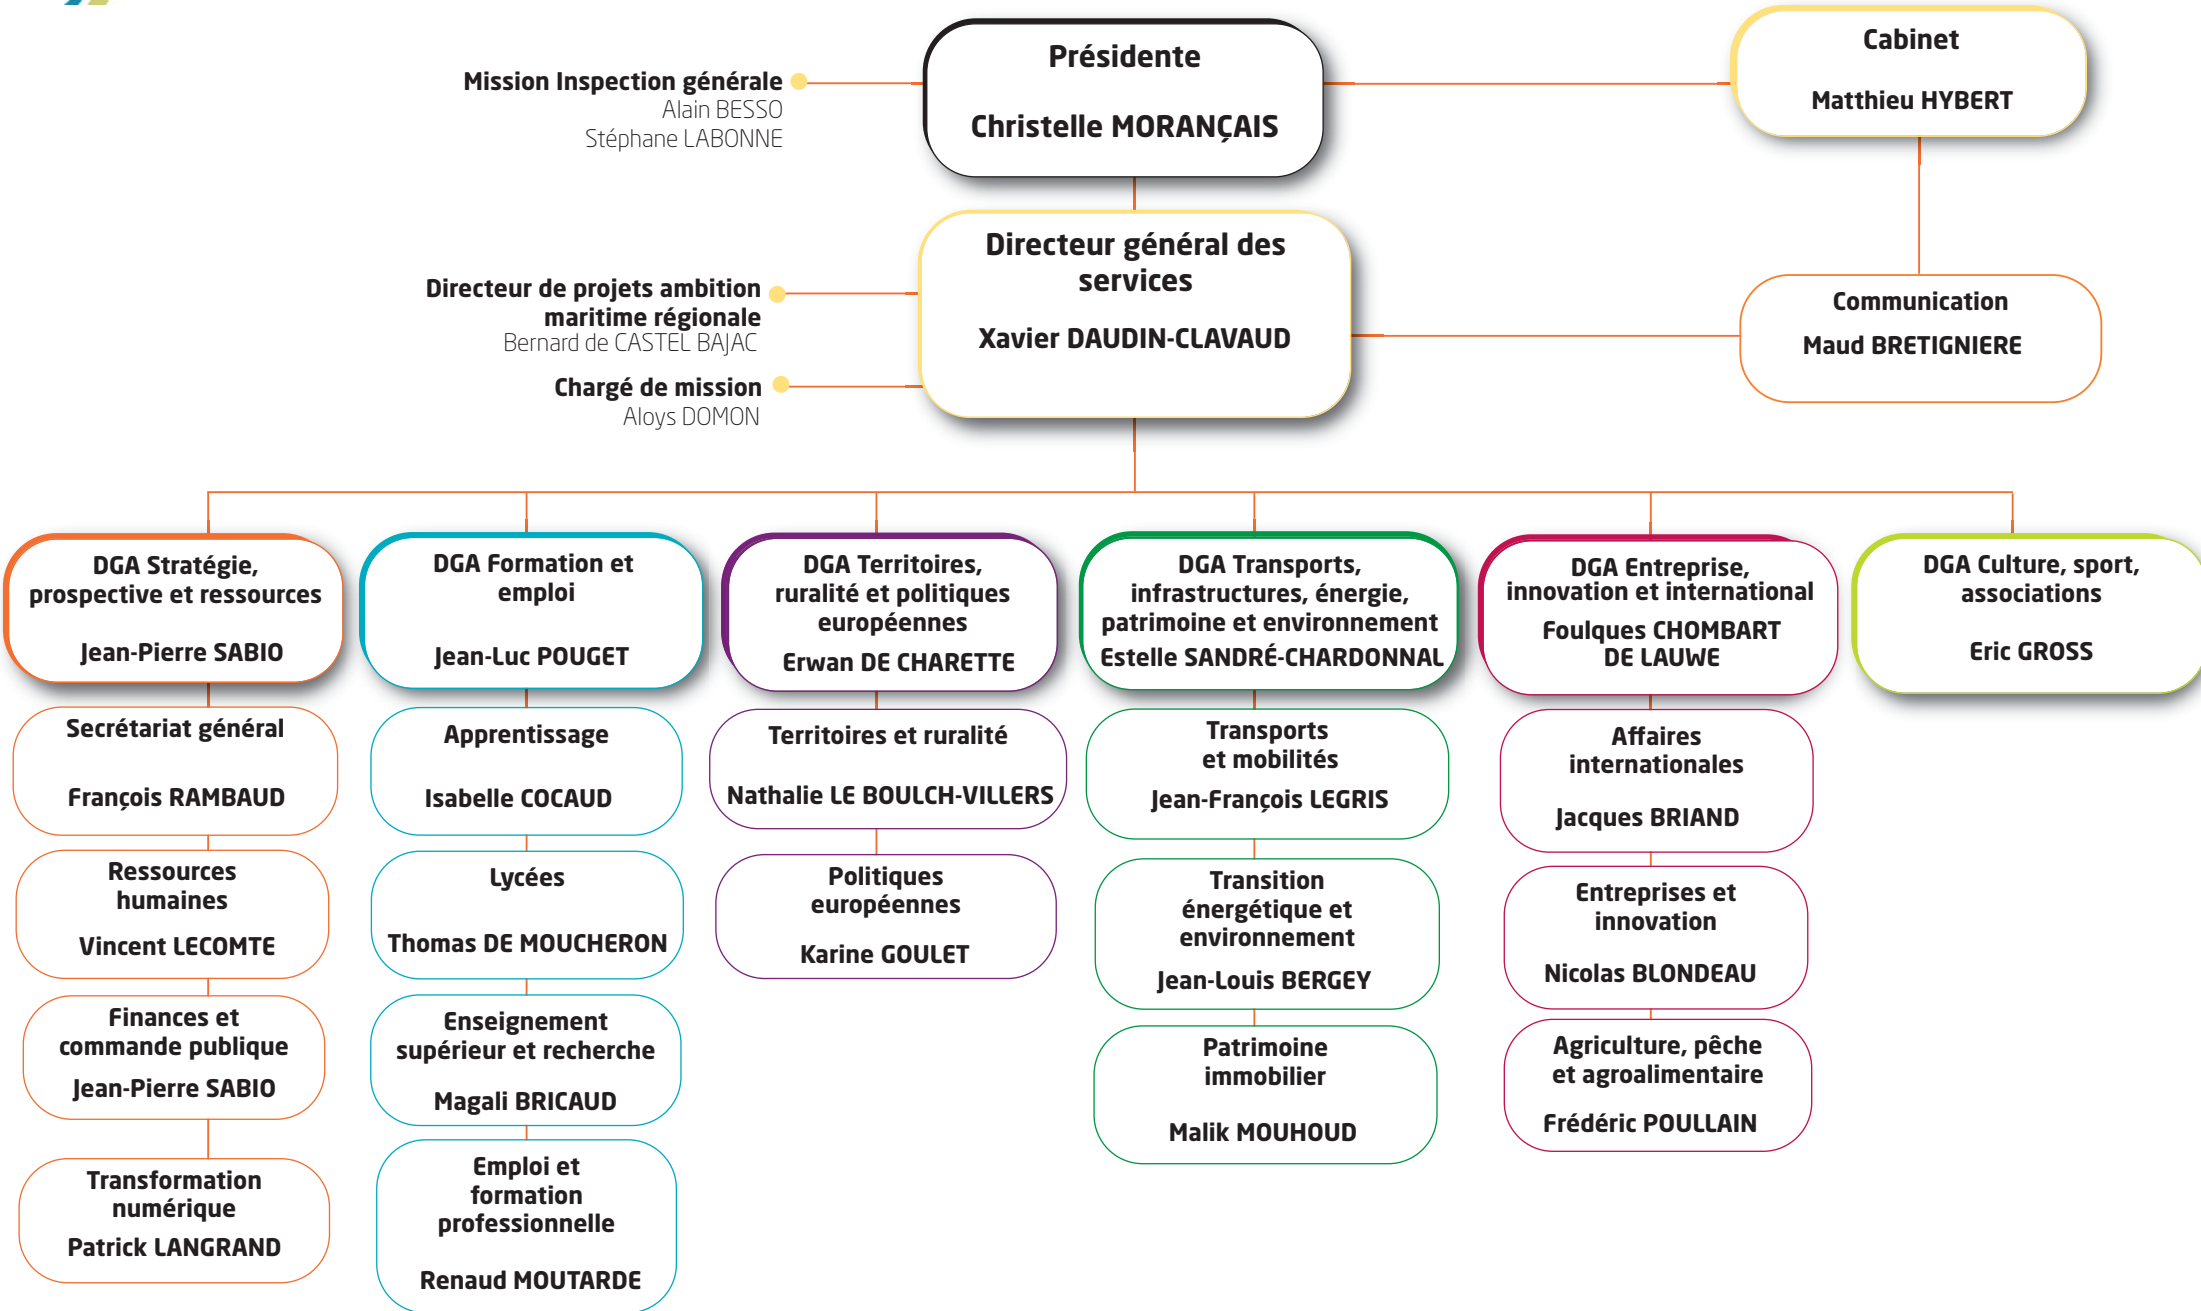 Présidente
Christelle MORANÇAIS
Cabinet
Matthieu HYBERT
Mission Inspection générale
Alain BESSO
Stéphane LABONNE
Directeur général des
services
Xavier DAUDIN-CLAVAUD
Directeur de projets ambition
maritime régionale
Bernard de CASTEL BAJAC
Chargé de mission
Aloys DOMON
Communication
Maud BRETIGNIERE
DGA Stratégie,
prospective et ressources
Jean-Pierre SABIO
Secrétariat général
François RAMBAUD
Ressources
humaines
Vincent LECOMTE
Finances et
commande publique
Jean-Pierre SABIO
Transformation
numérique
Patrick LANGRAND
DGA Formation et
emploi
Jean-Luc POUGET
Apprentissage
Isabelle COCAUD
Lycées
Thomas DE MOUCHERON
Enseignement
supérieur et recherche
Magali BRICAUD
Emploi et
formation
professionnelle
Renaud MOUTARDE
DGA Territoires,
ruralité et politiques
européennes
Erwan DE CHARETTE
Territoires et ruralité
Nathalie LE BOULCH-VILLERS
Politiques
européennes
Karine GOULET
DGA Transports,
infrastructures, énergie,
patrimoine et environnement
Estelle SANDRÉ-CHARDONNAL
Transports
et mobilités
Jean-François LEGRIS
Transition
énergétique et
environnement
Jean-Louis BERGEY
Patrimoine
immobilier
Malik MOUHOUD
DGA Entreprise,
innovation et international
Foulques CHOMBART
DE LAUWE
Affaires
internationales
Jacques BRIAND
Entreprises et
innovation
Nicolas BLONDEAU
Agriculture, pêche
et agroalimentaire
Frédéric POULLAIN
DGA Culture, sport,
associations
Eric GROSS